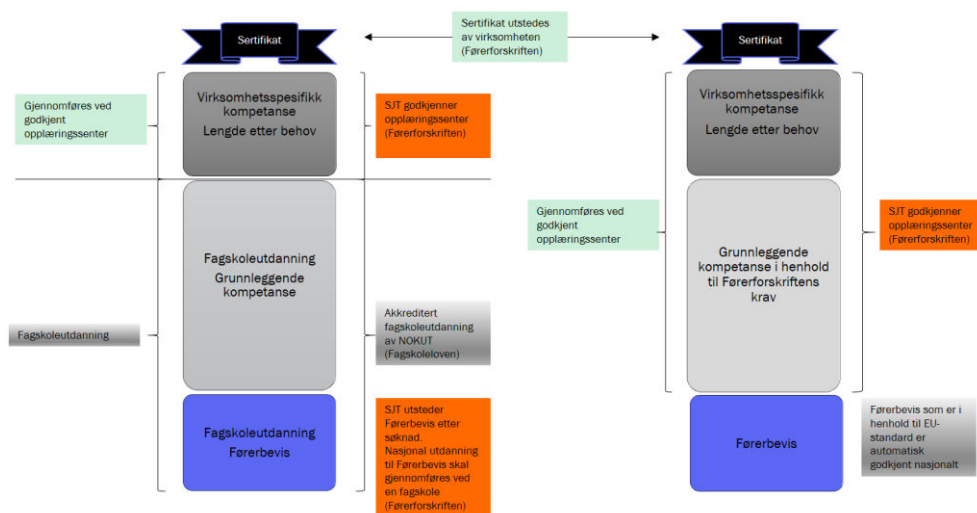 Sertifikat
Sertifikat utstedes
av virksomheten
(Førerforskriften)
Sertifikat
Gjennomføres ved
godkjent
opplæringssenter
Virksomhetsspesifikk
kompetanse
Lengde etter behov
SJT godkjenner
opplæringssenter
(Førerforskriften)
Fagskoleutdanning
Fagskoleutdanning
Grunnleggende
kompetanse
Akkreditert
fagskoleutdanning
av NOKUT
(Fagskoleloven)
Fagskoleutdanning
Førerbevis
SJT utsteder
Førerbevis etter
søknad.
Nasjonal utdanning
til Førerbevis skal
gjennomføres ved
en fagskole
(Førerforskriften)
Virksomhetsspesifikk
kompetanse
Lengde etter behov
Gjennomføres ved
godkjent
opplæringssenter
Grunnleggende
kompetanse i henhold
til Førerforskriftens
krav
SJT godkjenner
opplæringssenter
(Førerforskriften)
Førerbevis
Førerbevis som er i
henhold til EU-
standard er
automatisk
godkjent nasjonalt